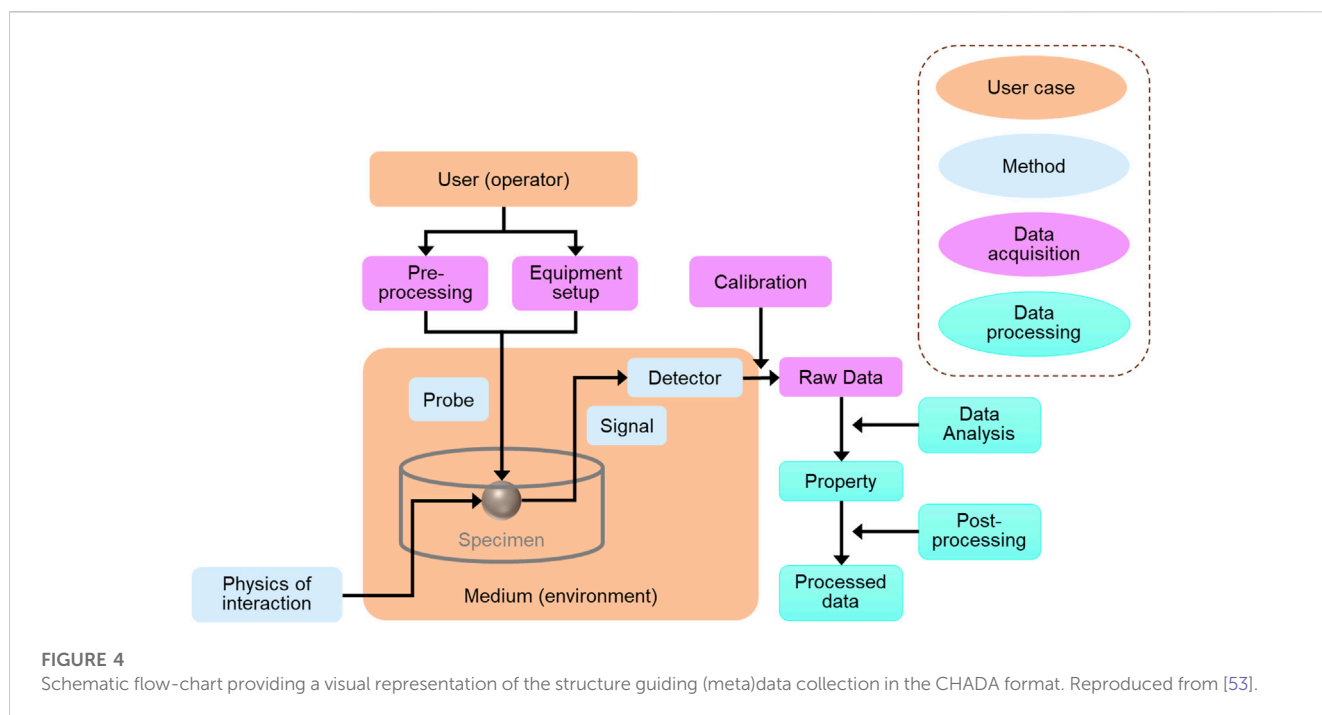 User case
Method
Data
acquisition
Data
processing
User (operator)
Pre-
processing
Equipment
setup
Calibration
Probe
Signal
Detector
Raw Data
Data
Analysis
Property
Post-
processing
Processed
data
Specimen
Physics of
interaction
Medium (environment)
FIGURE 4
Schematic flow-chart providing a visual representation of the structure guiding (meta)data collection in the CHADA format. Reproduced from [53].